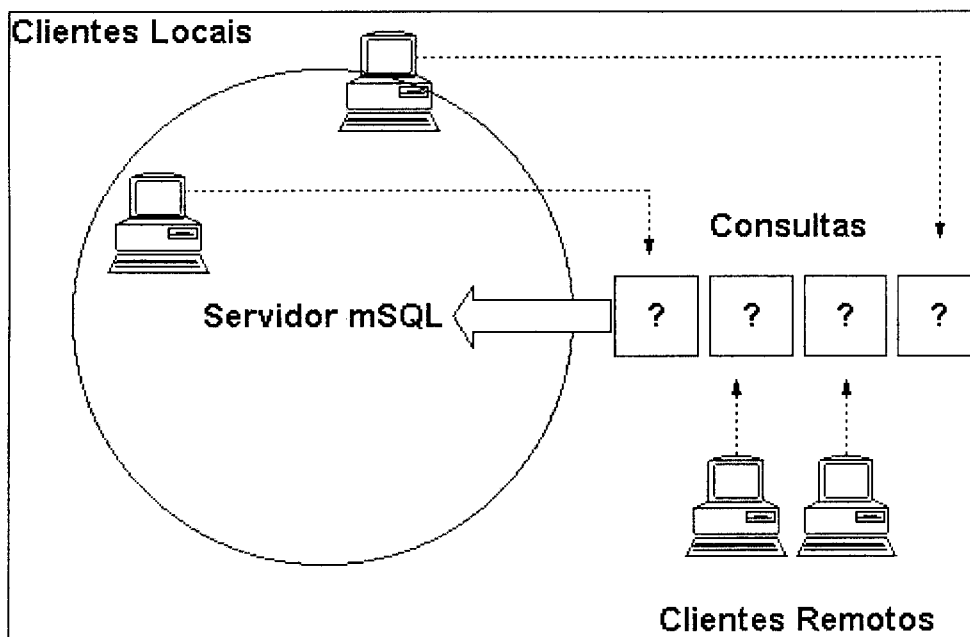 Clientes Locais
Consultas
Servidor mSQL
? ? ? ?
Clientes Remotos